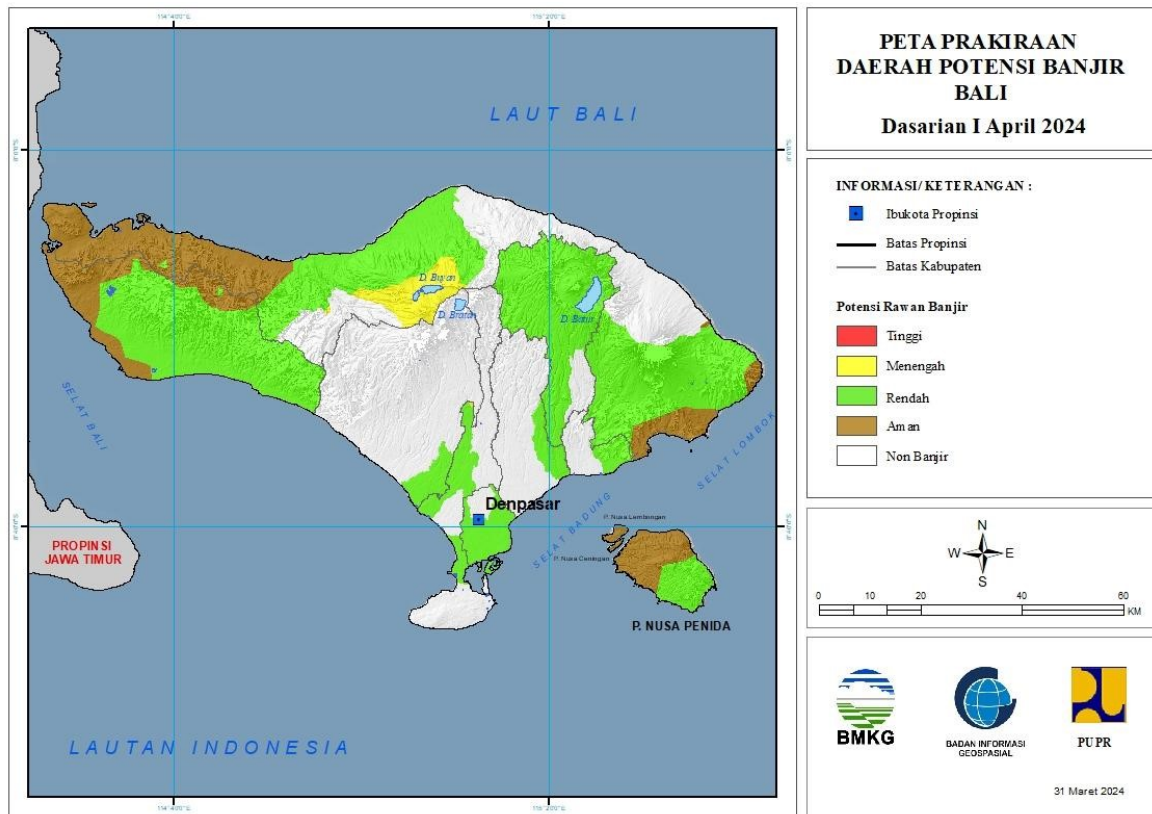 PETA PRAKIRAAN
DAERAH POTENSI BANJIR
BALI
Dasarian I April 2024
INFORMASI/ KETERANGAN :
Ibukota Propinsi
Batas Propinsi
Batas Kabupaten
Potensi Rawan Banjir
Tinggi
Menengah
Rendah
Aman
Non Banjir
N
W E
S
0 10 20 40 60
KM
BMKG
BADAN INFORMASI
GEOSPASIAL
PUPR
31 Maret 2024
LAUT BALI
D. Buyan
D. Bratan
D. Batur
SELAT BALI
SELAT LOMBOK
SELAT BADUNG
Denpasar
P. Nusa Lembongan
P. Nusa Ceningan
P. NUSA PENIDA
PROPINSI
JAWA TIMUR
LAUTAN INDONESIA